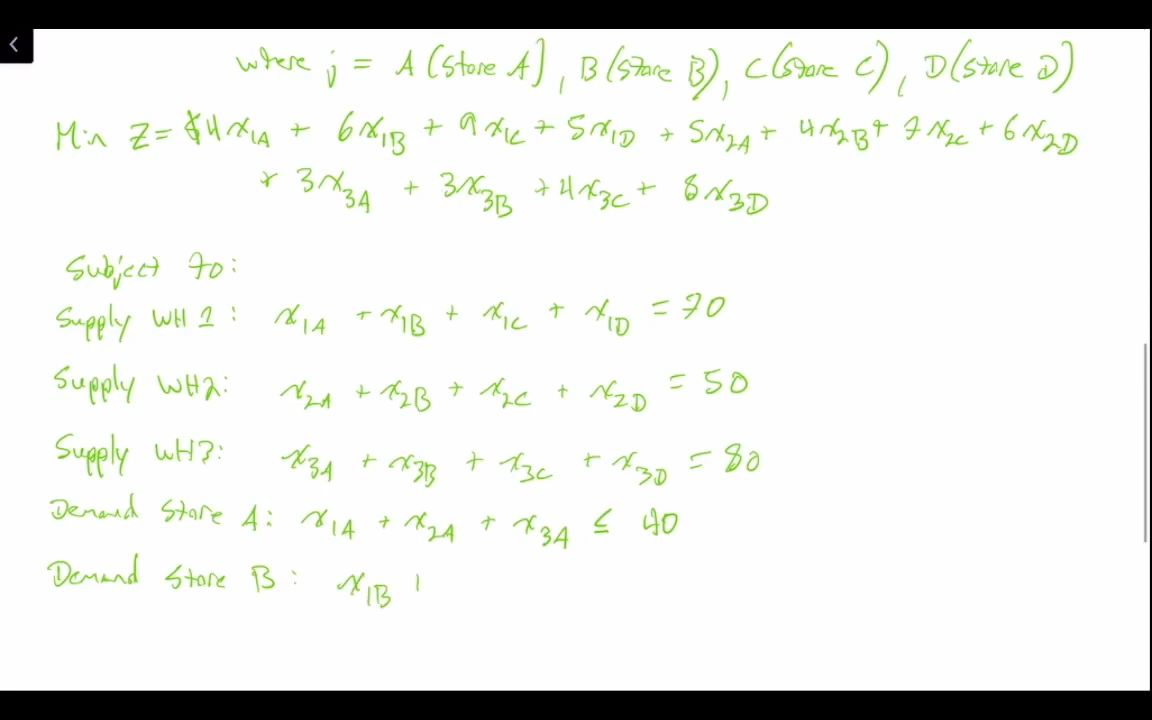 where j = A (Store A), B (Store B), C (Store C), D (Store D)
Min Z = $4x1A + 6x1B + 9x1C + 5x1D + 5x2A + 4x2B + 7x2C + 6x2D
+ 3x3A + 3x3B + 4x3C + 8x3D
Subject To:
Supply WH 1: x1A + x1B + x1C + x1D = 70
Supply WH2: x2A + x2B + x2C + x2D = 50
Supply WH3: x3A + x3B + x3C + x3D = 80
Demand Store A: x1A + x2A + x3A ≤ 40
Demand Store B: x1B